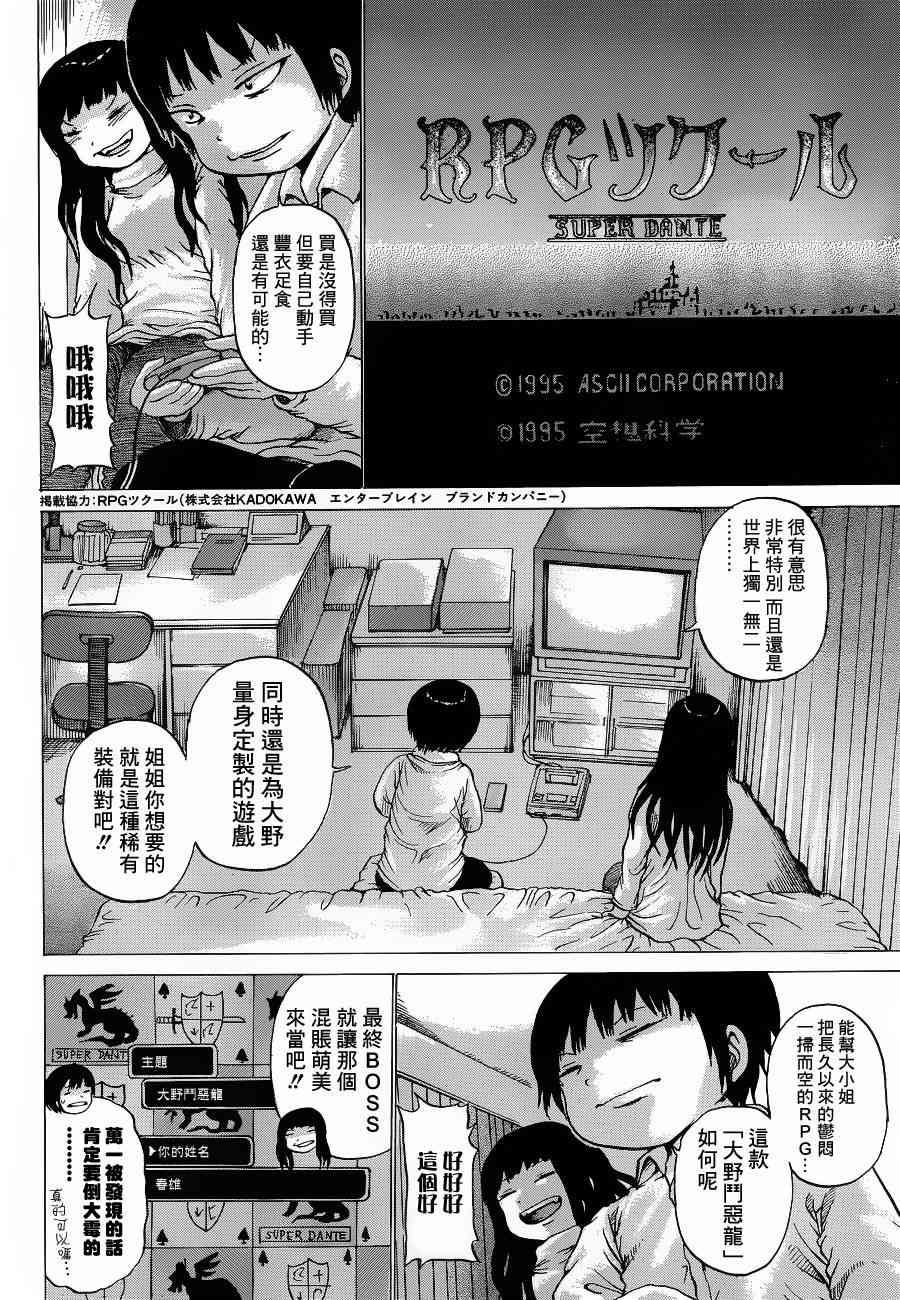 RPGツクール
SUPER DANTE
©1995 ASCII CORPORATION
©1995 空想科学
買是沒得買
但要自己動手
豐衣足食
還是有可能的…
哦哦哦
掲載協力：RPGツクール（株式会社KADOKAWA　エンターブレイン　ブランドカンパニー）
很有意思
非常特別 而且還是
世界上獨一無二
………
同時還是為大野
量身定製的遊戲
姐姐你想要的
就是這種稀有
裝備對吧!!
能幫大小姐
把長久以來的鬱悶
一掃而空的RPG…
這款
「大野鬥惡龍」
如何呢
好好好
這個好
最終BOSS
就讓那個
混賬萌美
來當吧!!
SUPER DANTE
主題
大野鬥惡龍
▶你的姓名
春雄
SUPER DANTE
萬一被發現的話
肯定要倒大霉的
………